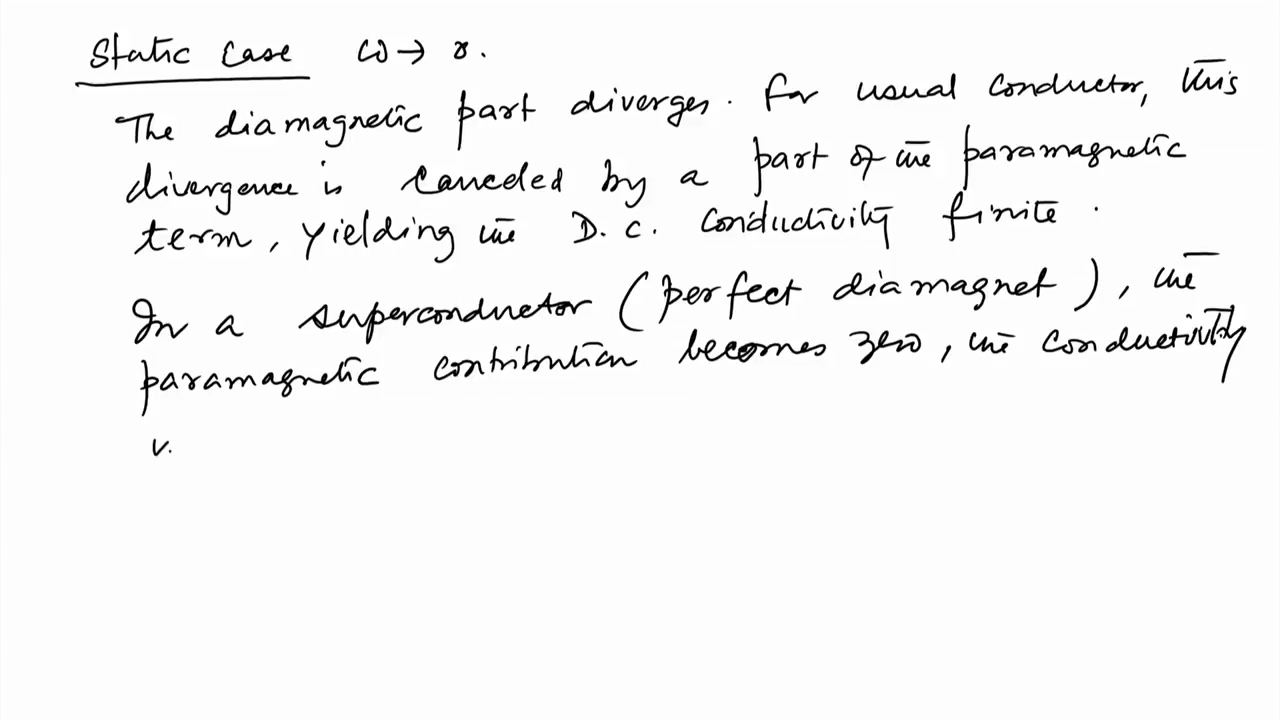 Static Case ω → 0.
The diamagnetic part diverges. For usual conductor, this
divergence is canceled by a part of the paramagnetic
term, yielding the D.C. conductivity finite.
In a superconductor (perfect diamagnet), the
paramagnetic contribution becomes zero, the conductivity
v.